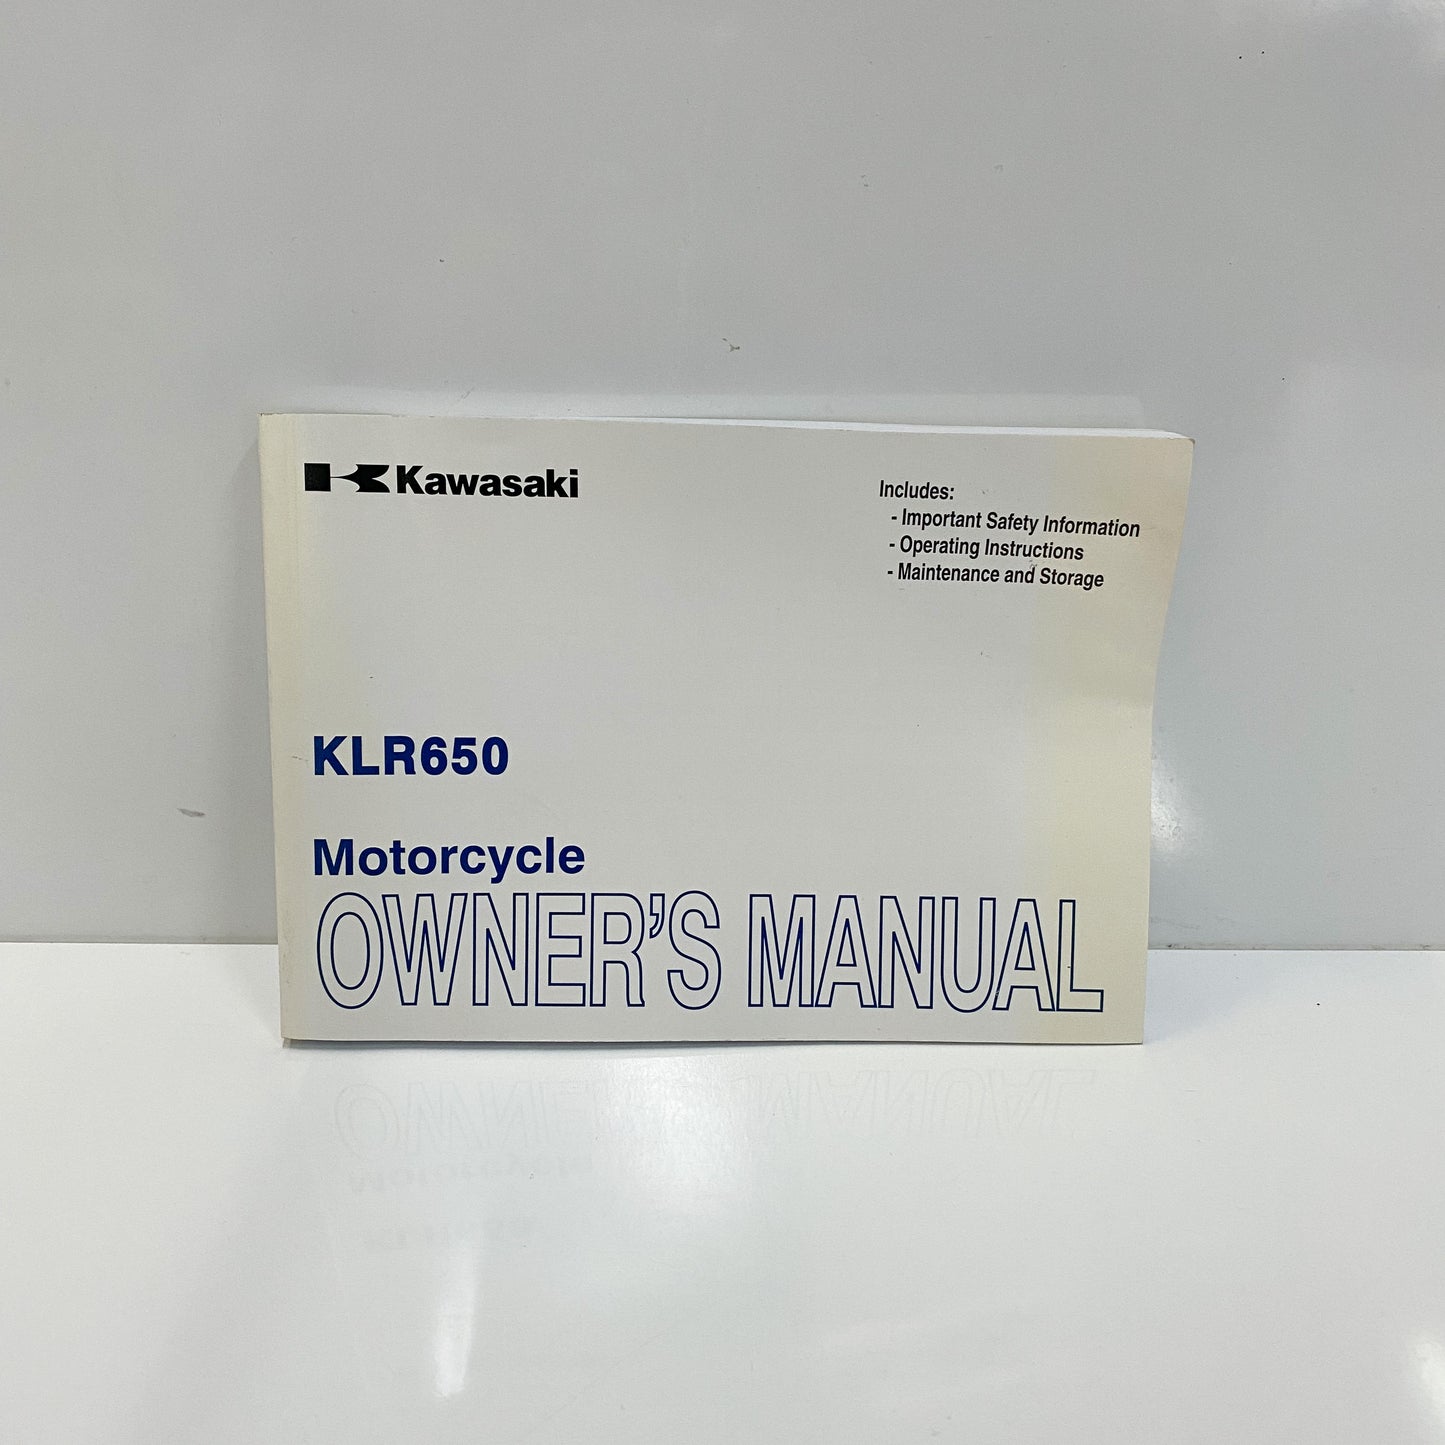 Kawasaki
Includes:
- Important Safety Information
- Operating Instructions
- Maintenance and Storage
KLR650
Motorcycle
OWNER'S MANUAL